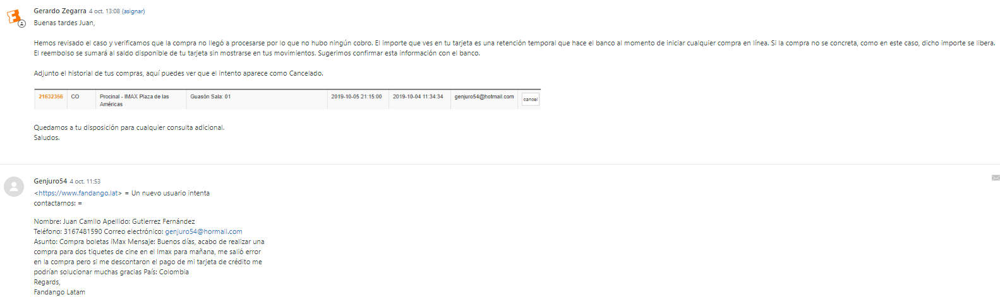 Gerardo Zegarra 4 oct. 13:08 (asignar)
Buenas tardes Juan,
Hemos revisado el caso y verificamos que la compra no llegó a procesarse por lo que no hubo ningún cobro. El importe que ves en tu tarjeta es una retención temporal que hace el banco al momento de iniciar cualquier compra en línea. Si la compra no se concreta, como en este caso, dicho importe se libera.
El reembolso se sumará al saldo disponible de tu tarjeta sin mostrarse en tus movimientos. Sugerimos confirmar esta información con el banco.
Adjunto el historial de tus compras, aquí puedes ver que el intento aparece como Cancelado.
21632356 CO Procinal - IMAX Plaza de las Guasón Sala: 01 2019-10-05 21:15:00 2019-10-04 11:34:34 genjuro54@hotmail.com cancel
Américas
Quedamos a tu disposición para cualquier consulta adicional.
Saludos.
Genjuro54 4 oct. 11:53
<https://www.fandango.lat> = Un nuevo usuario intenta
contactarnos: =
Nombre: Juan Camilo Apellido: Gutierrez Fernández
Teléfono: 3167481590 Correo electrónico: genjuro54@hormail.com
Asunto: Compra boletas iMax Mensaje: Buenos días, acabo de realizar una
compra para dos tiquetes de cine en el Imax para mañana, me salió error
en la compra pero si me descontaron el pago de mi tarjeta de crédito me
podrían solucionar muchas gracias País: Colombia
Regards,
Fandango Latam